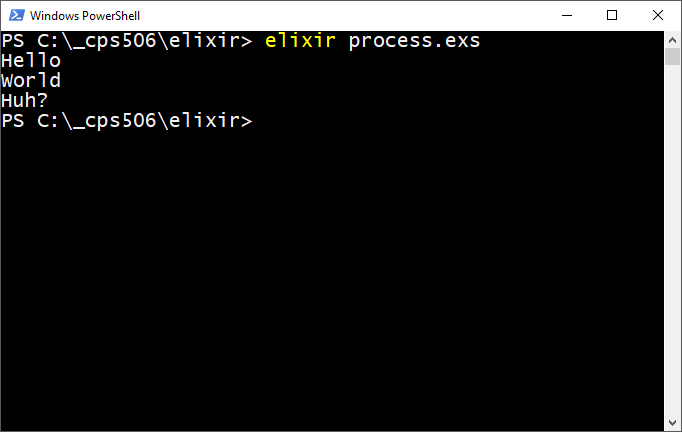 Windows PowerShell
PS C:\_cps506\elixir> elixir process.exs
Hello
World
Huh?
PS C:\_cps506\elixir>